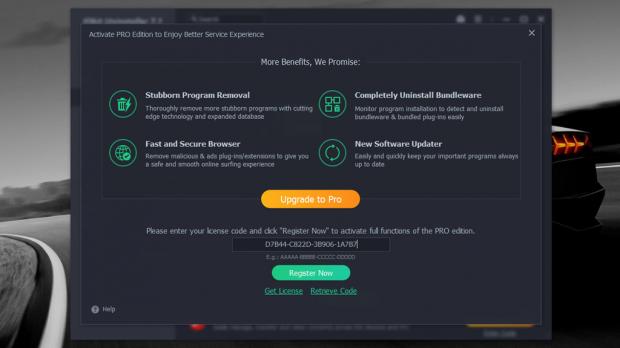 Activate PRO Edition to Enjoy Better Service Experience
More Benefits, We Promise:
Stubborn Program Removal
Thoroughly remove more stubborn programs with cutting
edge technology and expanded database
Completely Uninstall Bundleware
Monitor program installation to detect and uninstall
bundleware & bundled plug-ins easily
Fast and Secure Browser
Remove malicious & ads plug-ins/extensions to give you
a safe and smooth online surfing experience
New Software Updater
Easily and quickly keep your important programs always
up to date
Upgrade to Pro
Please enter your license code and click "Register Now" to activate full functions of the PRO edition.
D7B44-C822D-3B906-1A7B7
E.g.: AAAAA-BBBBB-CCCCC-DDDDD
Register Now
Get License Retrieve Code
Help